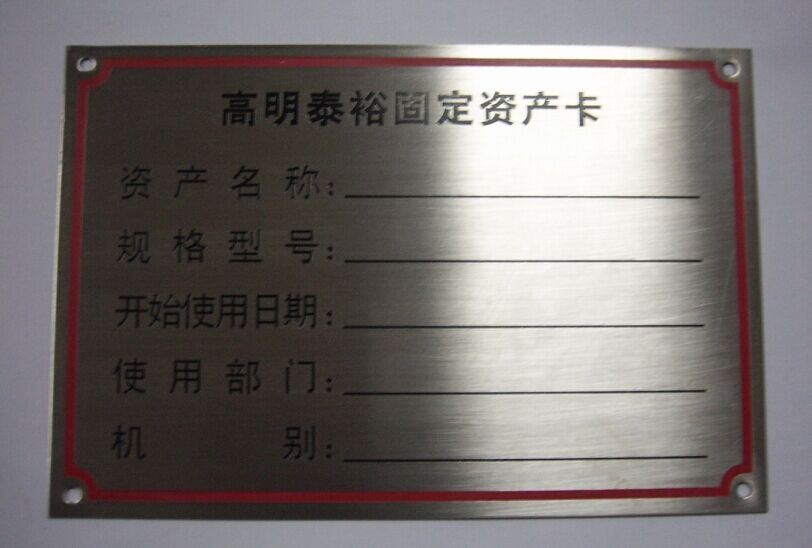 高明泰裕固定资产卡
资产名称：
规格型号：
开始使用日期：
使用部门：
机别：